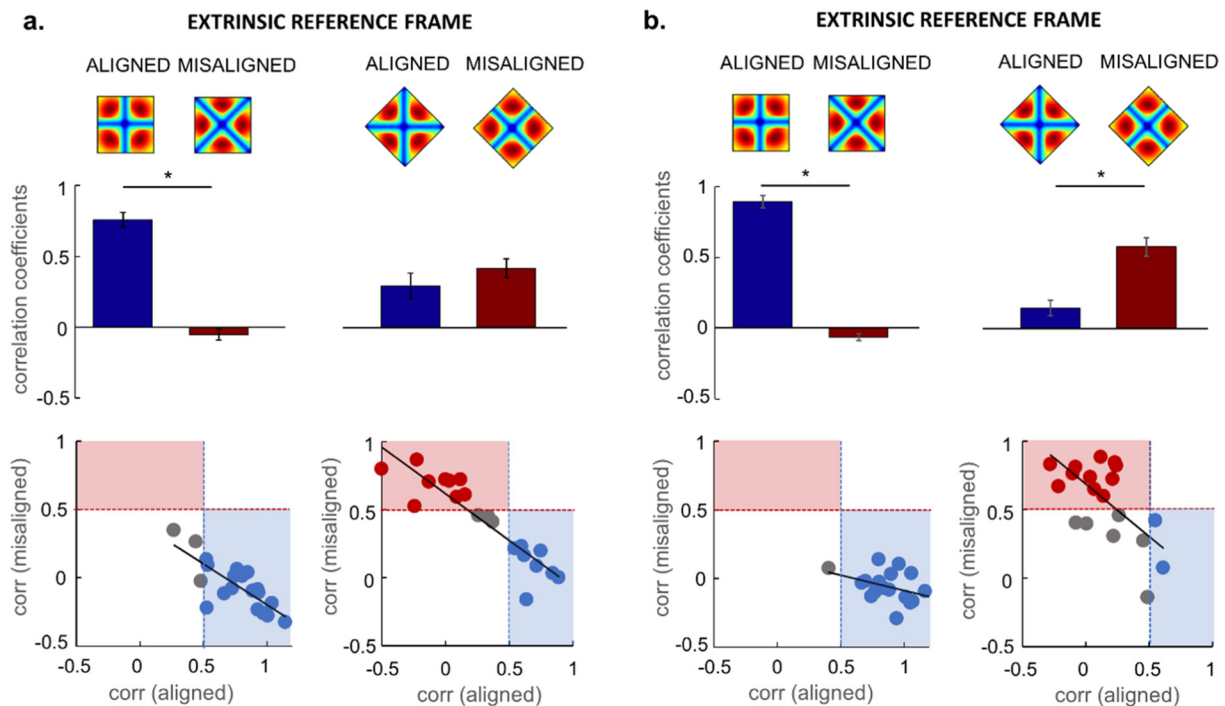 a.
EXTRINSIC REFERENCE FRAME
ALIGNED MISALIGNED
ALIGNED MISALIGNED
*
correlation coefficients
1
0.5
0
-0.5
corr (misaligned)
1
0.5
0
-0.5
-0.5 0 0.5 1
corr (aligned)
corr (misaligned)
1
0.5
0
-0.5
-0.5 0 0.5 1
corr (aligned)
b.
EXTRINSIC REFERENCE FRAME
ALIGNED MISALIGNED
ALIGNED MISALIGNED
*
*
correlation coefficients
1
0.5
0
-0.5
corr (misaligned)
1
0.5
0
-0.5
-0.5 0 0.5 1
corr (aligned)
corr (misaligned)
1
0.5
0
-0.5
-0.5 0 0.5 1
corr (aligned)